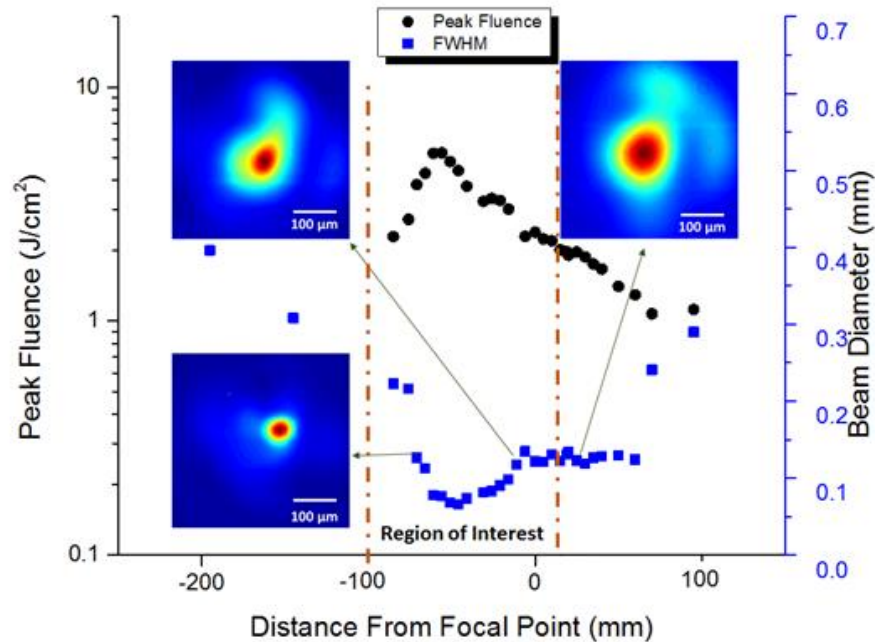 Peak Fluence
FWHM
Peak Fluence (J/cm²)
10
1
0.1
100 µm
100 µm
100 µm
Region of Interest
-200
-100
0
100
Distance From Focal Point (mm)
0.7
0.6
0.5
0.4
0.3
0.2
0.1
0.0
Beam Diameter (mm)